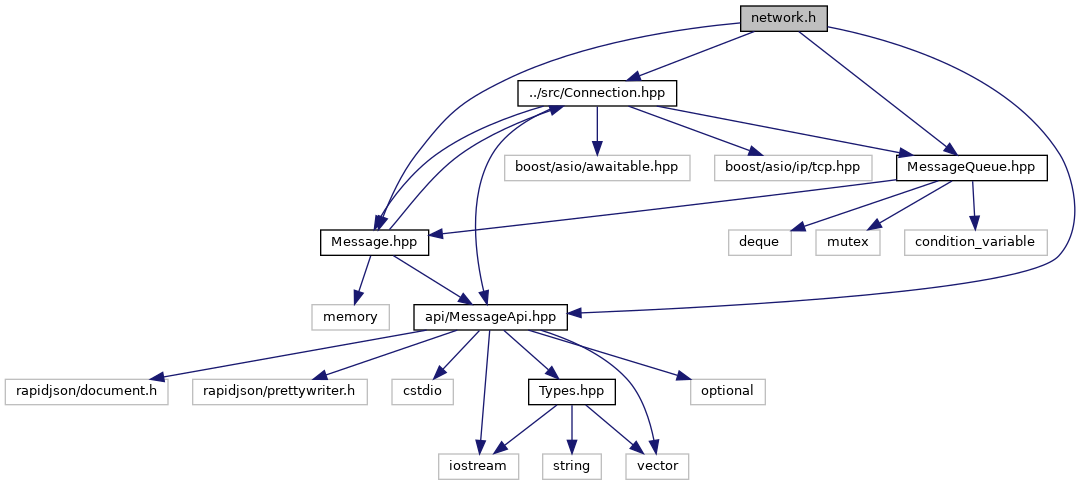 network.h
../src/Connection.hpp
boost/asio/awaitable.hpp
boost/asio/ip/tcp.hpp
MessageQueue.hpp
Message.hpp
deque
mutex
condition_variable
memory
api/MessageApi.hpp
rapidjson/document.h
rapidjson/prettywriter.h
cstdio
Types.hpp
optional
iostream
string
vector